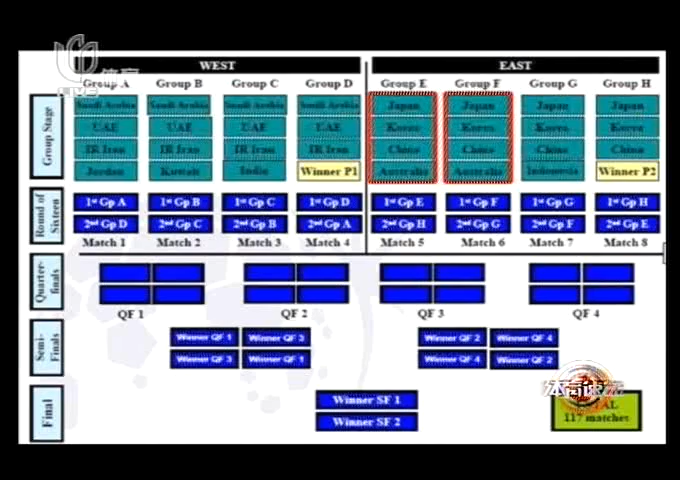 体育
LIVE
WEST EAST
Group A Group B Group C Group D Group E Group F Group G Group H
Group Stage
Saudi Arabia Saudi Arabia Saudi Arabia Saudi Arabia Japan Japan Japan Japan
UAE UAE UAE UAE Korea Korea Korea Korea
IR Iran IR Iran IR Iran IR Iran China China China China
Jordan Kuwait India Winner P1 Australia Australia Indonesia Winner P2
Round of
Sixteen
1st Gp A 1st Gp B 1st Gp C 1st Gp D 1st Gp E 1st Gp F 1st Gp G 1st Gp H
2nd Gp D 2nd Gp C 2nd Gp B 2nd Gp A 2nd Gp H 2nd Gp G 2nd Gp F 2nd Gp E
Match 1 Match 2 Match 3 Match 4 Match 5 Match 6 Match 7 Match 8
Quarter-
finals
QF 1 QF 2 QF 3 QF 4
Semi-
Finals
Winner QF 1 Winner QF 3 Winner QF 2 Winner QF 4
Winner QF 3 Winner QF 1 Winner QF 4 Winner QF 2
Final
Winner SF 1
Winner SF 2
体育速
117 matches